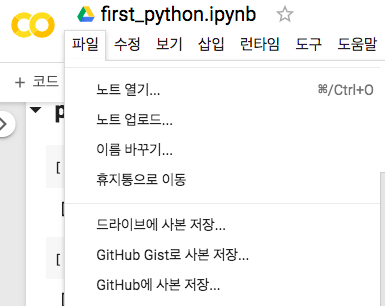 first_python.ipynb
파일 수정 보기 삽입 런타임 도구 도움말
+ 코드
노트 열기... ⌘/Ctrl+O
노트 업로드...
이름 바꾸기...
휴지통으로 이동
드라이브에 사본 저장...
GitHub Gist로 사본 저장...
GitHub에 사본 저장...